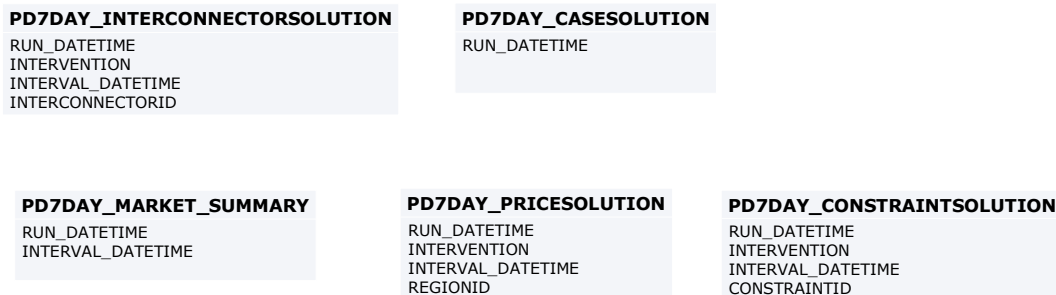 PD7DAY_INTERCONNECTORSOLUTION
RUN_DATETIME
INTERVENTION
INTERVAL_DATETIME
INTERCONNECTORID
PD7DAY_CASESOLUTION
RUN_DATETIME
PD7DAY_MARKET_SUMMARY
RUN_DATETIME
INTERVAL_DATETIME
PD7DAY_PRICESOLUTION
RUN_DATETIME
INTERVENTION
INTERVAL_DATETIME
REGIONID
PD7DAY_CONSTRAINTSOLUTION
RUN_DATETIME
INTERVENTION
INTERVAL_DATETIME
CONSTRAINTID